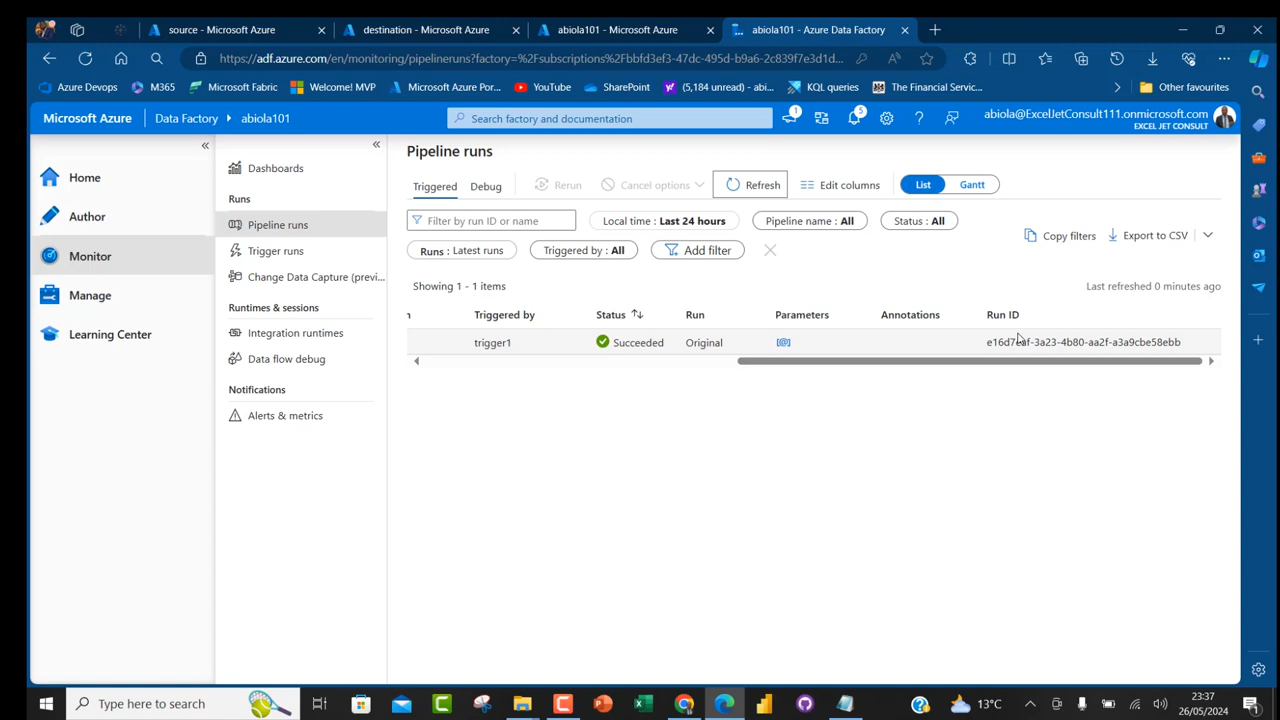 source - Microsoft Azure
destination - Microsoft Azure
abiola101 - Microsoft Azure
abiola101 - Azure Data Factory
https://adf.azure.com/en/monitoring/pipelineruns?factory=%2Fsubscriptions%2Fbbfd3ef3-47dc-495d-b9a6-2c839f7e3d1d...
Azure Devops
M365
Microsoft Fabric
Welcome! MVP
Microsoft Azure Por...
YouTube
SharePoint
(5,184 unread) - abi...
KQL queries
The Financial Servic...
Other favourites
Microsoft Azure
Data Factory
abiola101
Search factory and documentation
1
5
abiola@ExcelJetConsult111.onmicrosoft.com
EXCEL JET CONSULT
Home
Author
Monitor
Manage
Learning Center
Dashboards
Runs
Pipeline runs
Trigger runs
Change Data Capture (previ...
Runtimes & sessions
Integration runtimes
Data flow debug
Notifications
Alerts & metrics
Pipeline runs
Triggered
Debug
Rerun
Cancel options
Refresh
Edit columns
List
Gantt
Filter by run ID or name
Local time : Last 24 hours
Pipeline name : All
Status : All
Runs : Latest runs
Triggered by : All
Add filter
Copy filters
Export to CSV
Showing 1 - 1 items
Last refreshed 0 minutes ago
Triggered by Status Run Parameters Annotations Run ID
trigger1 Succeeded Original [@]
Type here to search
13°C
23:37
26/05/2024